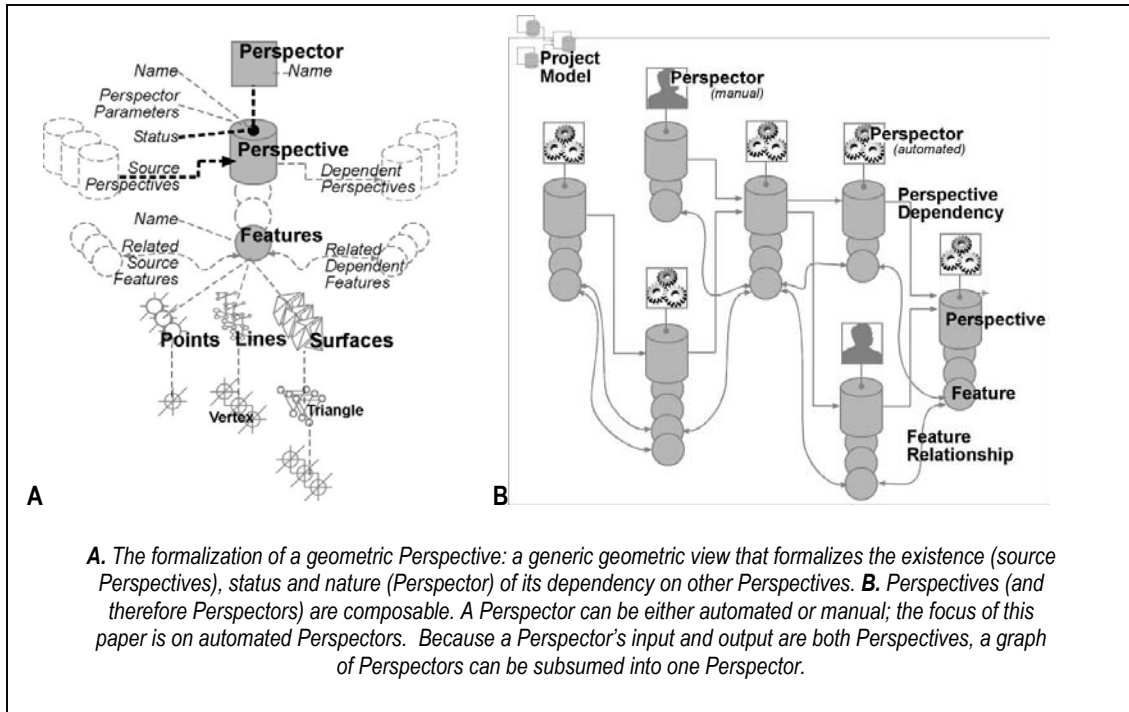 Perspector
Name
Name
Perspector
Parameters
Status
Perspective
Source
Perspectives
Dependent
Perspectives
Name
Features
Related
Source
Features
Related
Dependent
Features
Points
Lines
Surfaces
Vertex
Triangle
A
B
Project
Model
Perspector
(manual)
Perspector
(automated)
Perspective
Dependency
Perspective
Feature
Feature
Relationship
A. The formalization of a geometric Perspective: a generic geometric view that formalizes the existence (source
Perspectives), status and nature (Perspector) of its dependency on other Perspectives. B. Perspectives (and
therefore Perspectors) are composable. A Perspector can be either automated or manual; the focus of this
paper is on automated Perspectors. Because a Perspector's input and output are both Perspectives, a graph
of Perspectors can be subsumed into one Perspector.